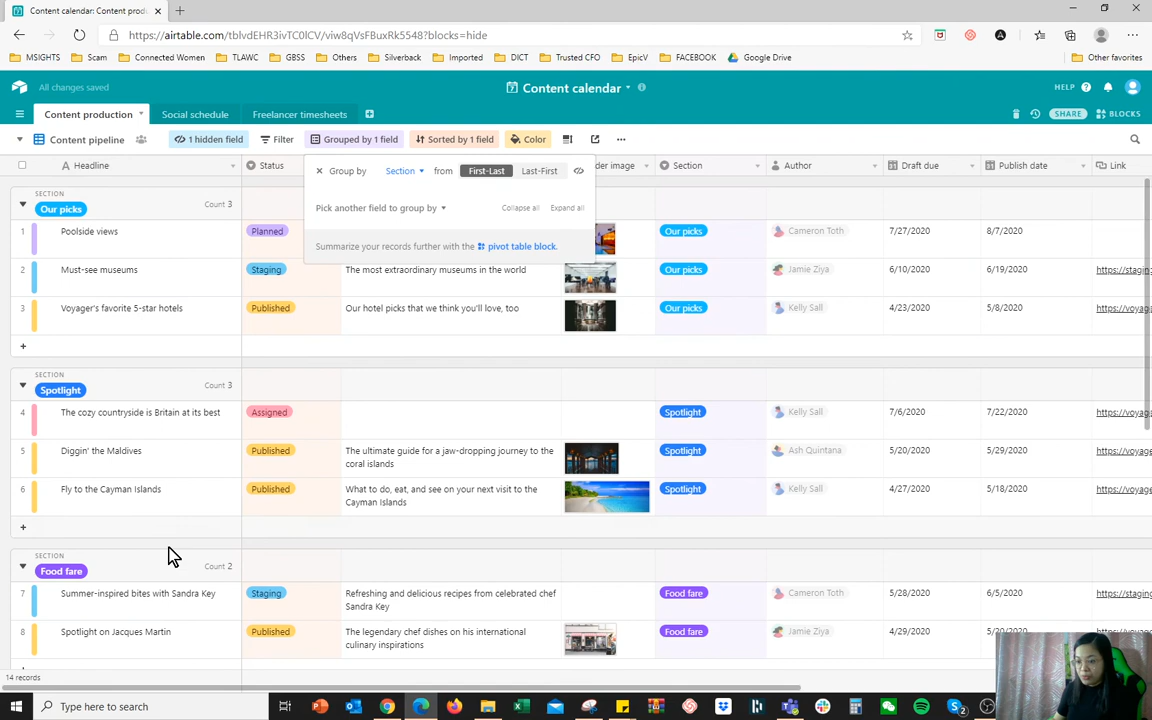 Content calendar: Content prod
https://airtable.com/tblvdEHR3ivTC0lCV/viw8qVsFBuxRk5548?blocks=hide
MSIGHTS Scam Connected Women TLAWC GBSS Others Silverback Imported DICT Trusted CFO EpicV FACEBOOK Google Drive Other favorites
All changes saved Content calendar HELP
Content production Social schedule Freelancer timesheets SHARE BLOCKS
Content pipeline 1 hidden field Filter Grouped by 1 field Sorted by 1 field Color
Headline Status er image Section Author Draft due Publish date Link
Group by Section from First-Last Last-First
Pick another field to group by Collapse all Expand all
Summarize your records further with the pivot table block.
SECTION
Our picks Count 3
1 Poolside views Planned Our picks Cameron Toth 7/27/2020 8/7/2020
2 Must-see museums Staging The most extraordinary museums in the world Our picks Jamie Ziya 6/10/2020 6/19/2020 https://staging
3 Voyager's favorite 5-star hotels Published Our hotel picks that we think you'll love, too Our picks Kelly Sall 4/23/2020 5/8/2020 https://voyag
+
SECTION
Spotlight Count 3
4 The cozy countryside is Britain at its best Assigned Spotlight Kelly Sall 7/6/2020 7/22/2020 https://voyag
5 Diggin' the Maldives Published The ultimate guide for a jaw-dropping journey to the coral islands Spotlight Ash Quintana 5/20/2020 5/29/2020 https://voyag
6 Fly to the Cayman Islands Published What to do, eat, and see on your next visit to the Cayman Islands Spotlight Kelly Sall 4/27/2020 5/18/2020 https://voyag
+
SECTION
Food fare Count 2
7 Summer-inspired bites with Sandra Key Staging Refreshing and delicious recipes from celebrated chef Sandra Key Food fare Cameron Toth 5/28/2020 6/5/2020 https://staging
8 Spotlight on Jacques Martin Published The legendary chef dishes on his international culinary inspirations Food fare Jamie Ziya 4/29/2020
14 records
Type here to search